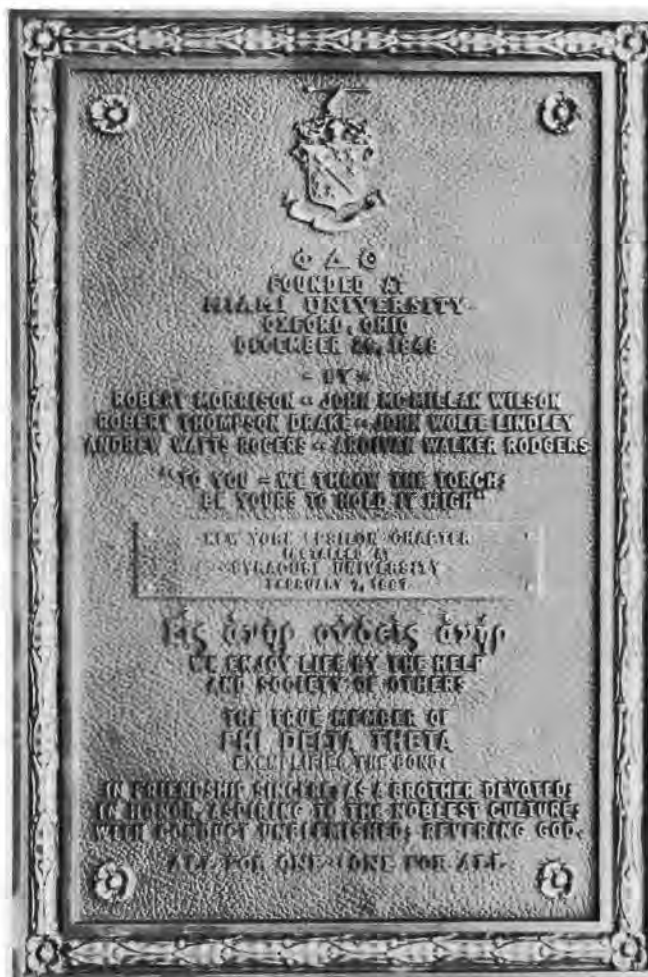 Φ Δ Θ
FOUNDED AT
MIAMI UNIVERSITY
OXFORD, OHIO
DECEMBER 26, 1848
- BY -
ROBERT MORRISON - JOHN MCMILLAN WILSON
ROBERT THOMPSON DRAKE - JOHN WOLFE LINDLEY
ANDREW WATTS ROGERS - ARDIVAN WALKER RODGERS
"TO YOU - WE THROW THE TORCH;
BE YOURS TO HOLD IT HIGH"
NEW YORK EPSILON CHAPTER
INSTALLED AT
SYRACUSE UNIVERSITY
FEBRUARY 7, 1887
Εἷς ἀνὴρ οὐδεὶς ἀνήρ
WE ENJOY LIFE BY THE HELP
AND SOCIETY OF OTHERS
THE TRUE MEMBER OF
PHI DELTA THETA
EXEMPLIFIES THE BOND:
IN FRIENDSHIP SINCERE; AS A BROTHER DEVOTED;
IN HONOR, ASPIRING TO THE NOBLEST CULTURE;
WITH CONDUCT UNBLEMISHED; REVERING GOD.
ALL FOR ONE - ONE FOR ALL